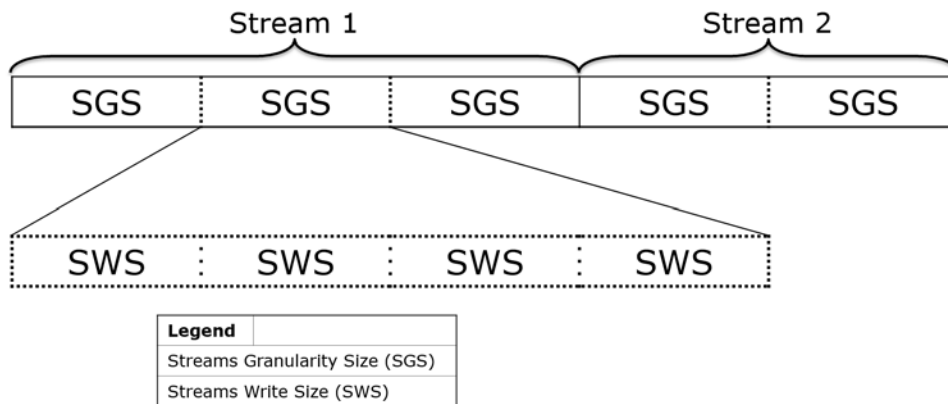 Stream 1 Stream 2
SGS SGS SGS SGS SGS
SWS SWS SWS SWS
Legend
Streams Granularity Size (SGS)
Streams Write Size (SWS)